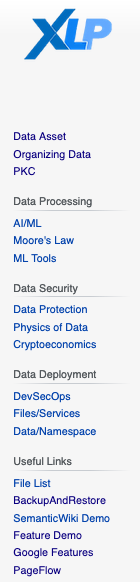 XLP
Data Asset
Organizing Data
PKC
Data Processing
AI/ML
Moore's Law
ML Tools
Data Security
Data Protection
Physics of Data
Cryptoeconomics
Data Deployment
DevSecOps
Files/Services
Data/Namespace
Useful Links
File List
BackupAndRestore
SemanticWiki Demo
Feature Demo
Google Features
PageFlow